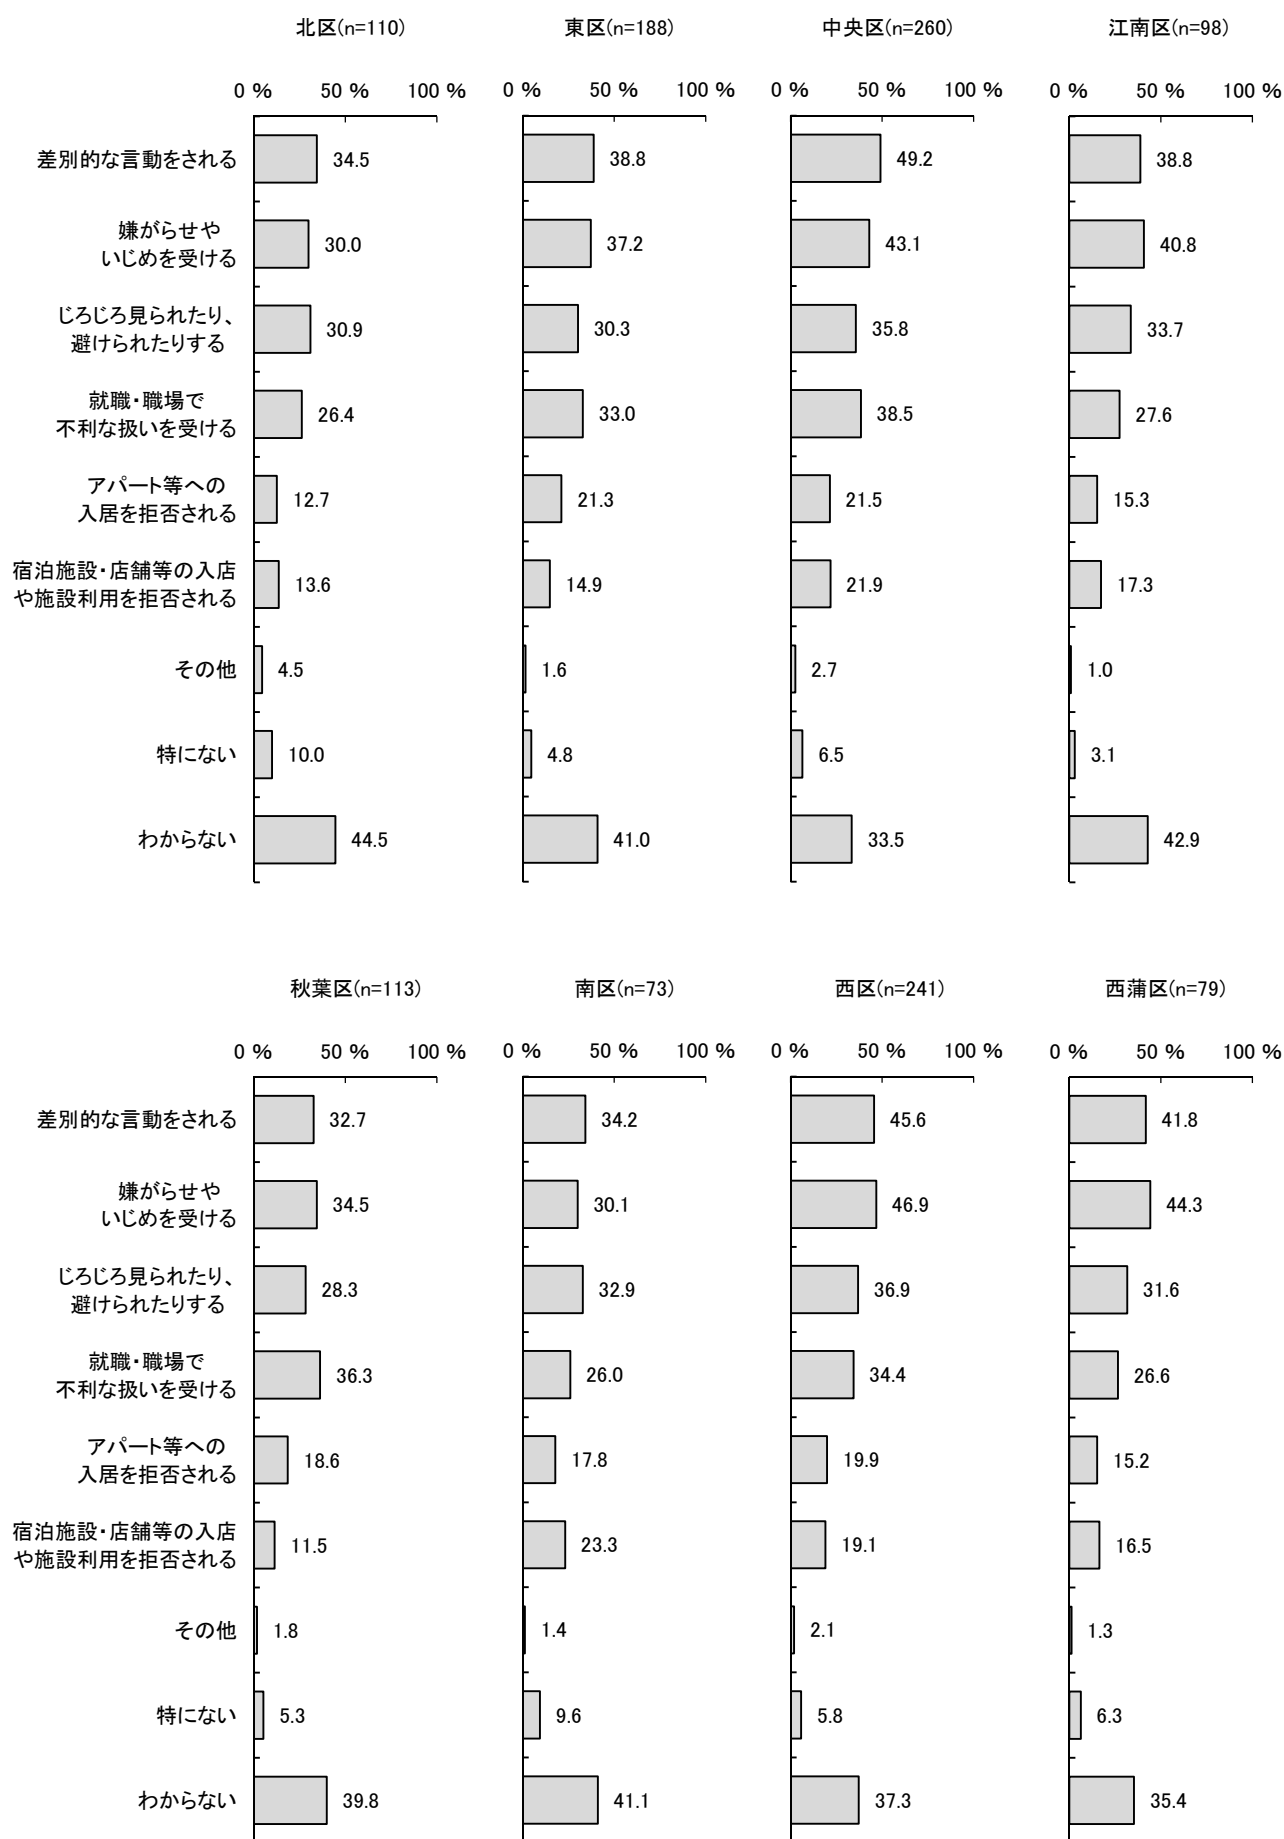 北区(n=110) 東区(n=188) 中央区(n=260) 江南区(n=98)
0 % 50 % 100 % 0 % 50 % 100 % 0 % 50 % 100 % 0 % 50 % 100 %
差別的な言動をされる 34.5 38.8 49.2 38.8
嫌がらせや
いじめを受ける 30.0 37.2 43.1 40.8
じろじろ見られたり、
避けられたりする 30.9 30.3 35.8 33.7
就職・職場で
不利な扱いを受ける 26.4 33.0 38.5 27.6
アパート等への
入居を拒否される 12.7 21.3 21.5 15.3
宿泊施設・店舗等の入店
や施設利用を拒否される 13.6 14.9 21.9 17.3
その他 4.5 1.6 2.7 1.0
特にない 10.0 4.8 6.5 3.1
わからない 44.5 41.0 33.5 42.9
秋葉区(n=113) 南区(n=73) 西区(n=241) 西蒲区(n=79)
0 % 50 % 100 % 0 % 50 % 100 % 0 % 50 % 100 % 0 % 50 % 100 %
差別的な言動をされる 32.7 34.2 45.6 41.8
嫌がらせや
いじめを受ける 34.5 30.1 46.9 44.3
じろじろ見られたり、
避けられたりする 28.3 32.9 36.9 31.6
就職・職場で
不利な扱いを受ける 36.3 26.0 34.4 26.6
アパート等への
入居を拒否される 18.6 17.8 19.9 15.2
宿泊施設・店舗等の入店
や施設利用を拒否される 11.5 23.3 19.1 16.5
その他 1.8 1.4 2.1 1.3
特にない 5.3 9.6 5.8 6.3
わからない 39.8 41.1 37.3 35.4